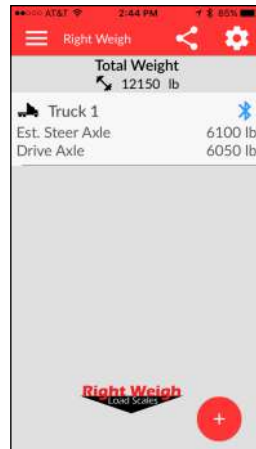 AT&T 2:44 PM 85%
Right Weigh
Total Weight
12150 lb
Truck 1
Est. Steer Axle 6100 lb
Drive Axle 6050 lb
Right Weigh
Load Scales
+